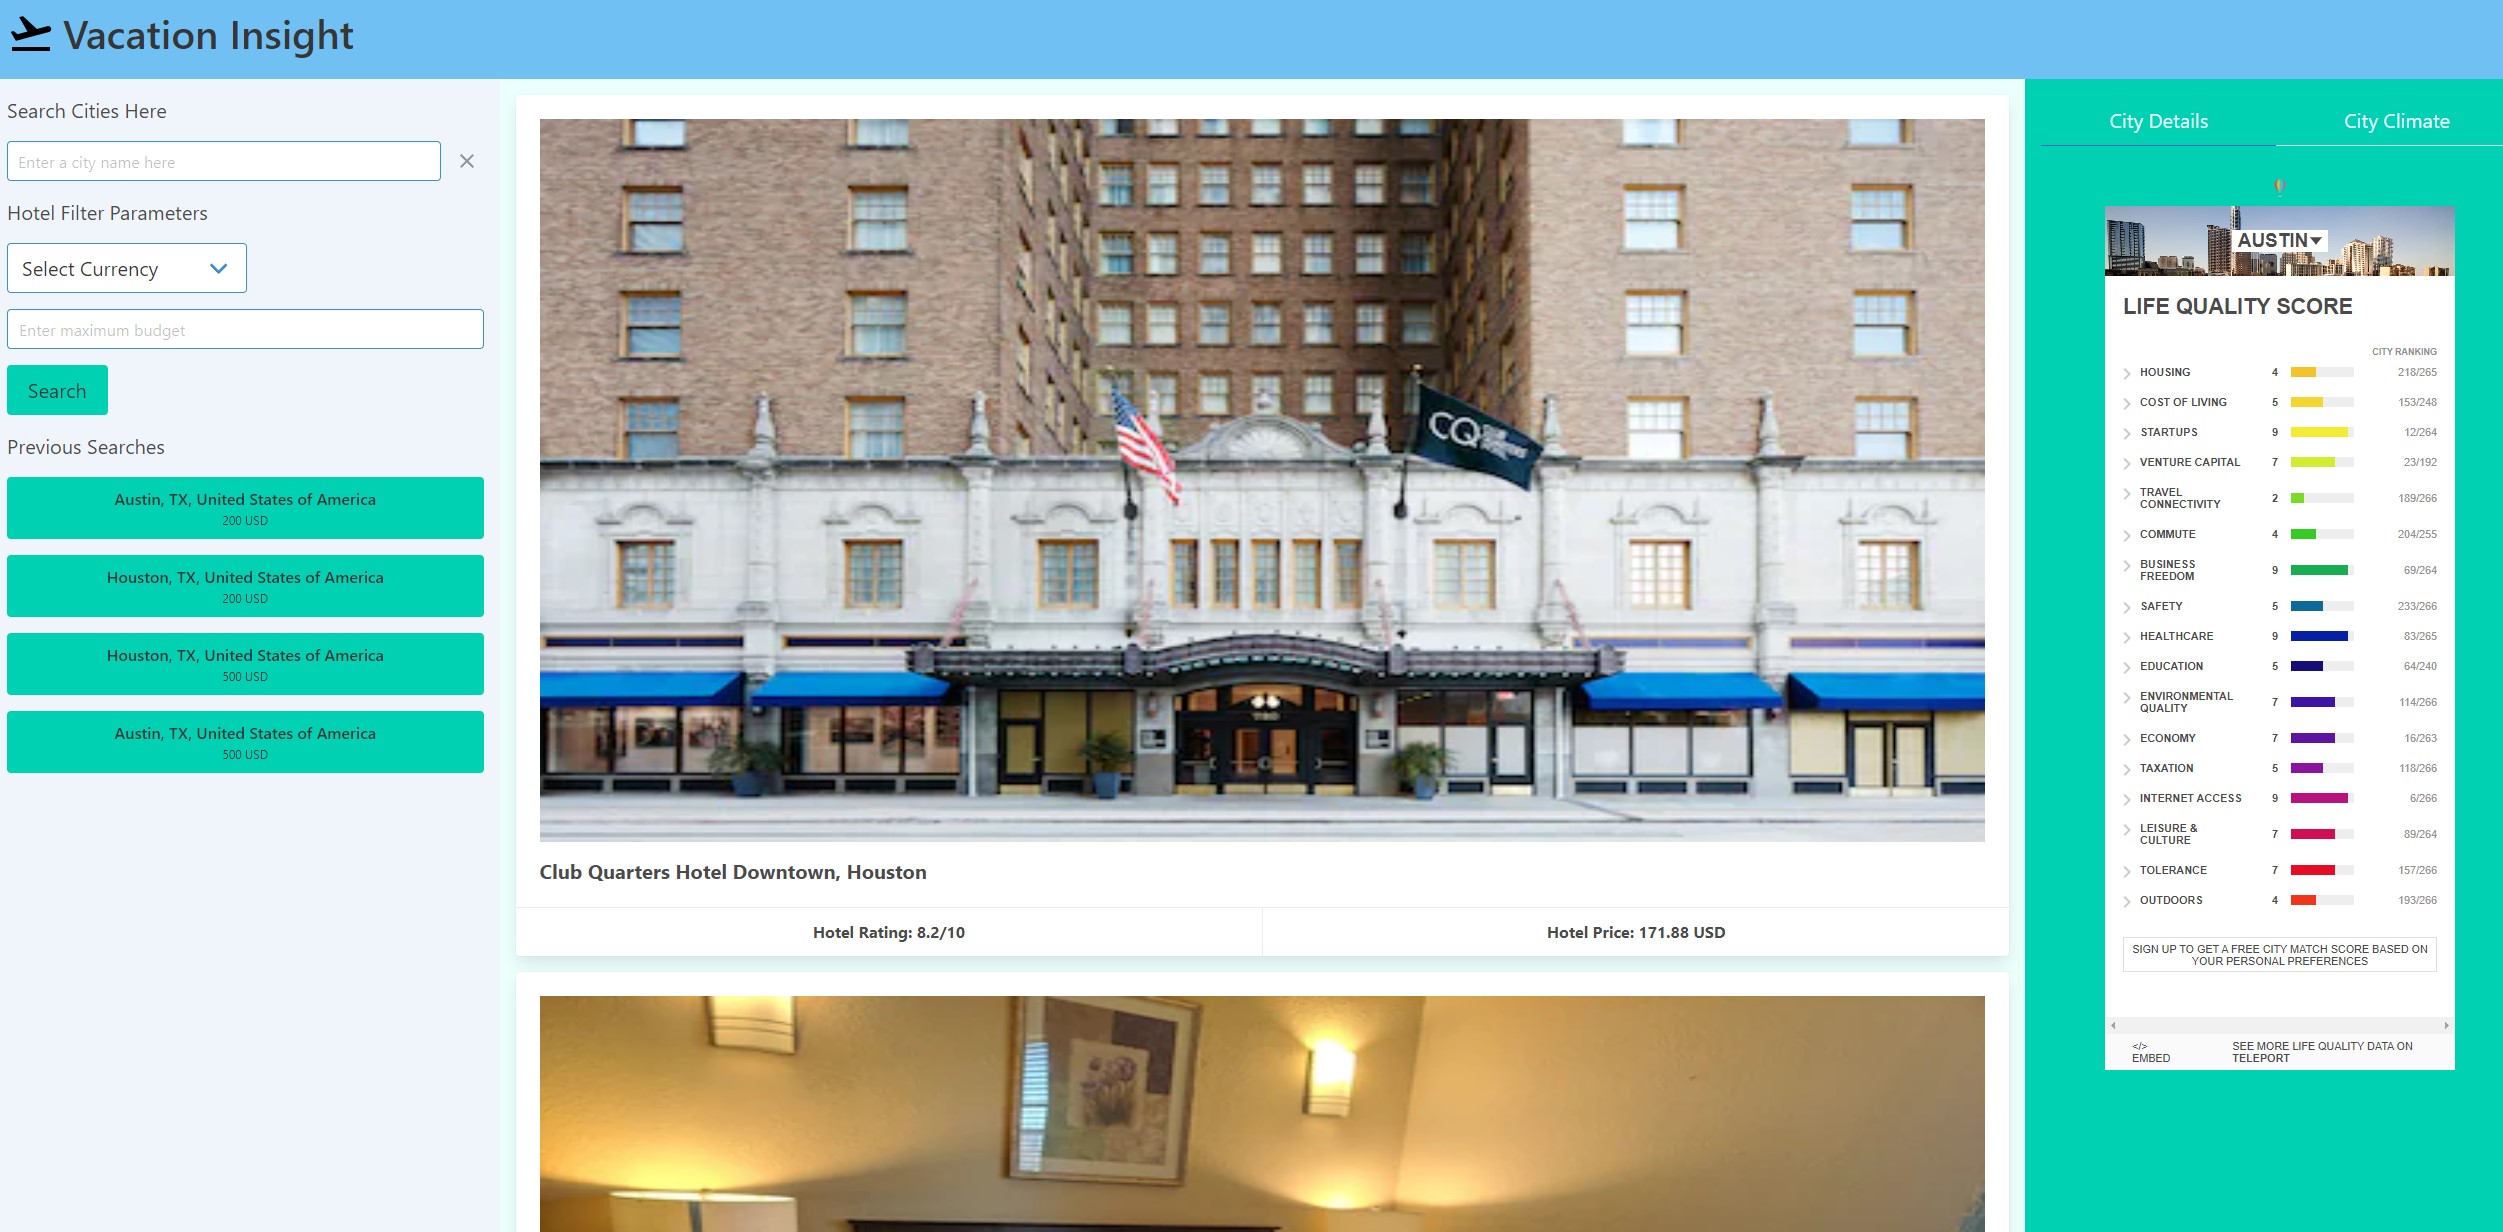 Vacation Insight
Search Cities Here
Enter a city name here
Hotel Filter Parameters
Select Currency
Enter maximum budget
Search
Previous Searches
Austin, TX, United States of America
200 USD
Houston, TX, United States of America
200 USD
Houston, TX, United States of America
500 USD
Austin, TX, United States of America
500 USD
CQ
Club Quarters Hotel Downtown, Houston
Hotel Rating: 8.2/10
Hotel Price: 171.88 USD
City Details
City Climate
AUSTIN
LIFE QUALITY SCORE
CITY RANKING
HOUSING 4 218/265
COST OF LIVING 5 153/248
STARTUPS 9 12/264
VENTURE CAPITAL 7 23/192
TRAVEL
CONNECTIVITY 2 189/266
COMMUTE 4 204/255
BUSINESS
FREEDOM 9 69/264
SAFETY 5 233/266
HEALTHCARE 9 83/265
EDUCATION 5 64/240
ENVIRONMENTAL
QUALITY 7 114/266
ECONOMY 7 16/263
TAXATION 5 118/266
INTERNET ACCESS 9 6/266
LEISURE &
CULTURE 7 89/264
TOLERANCE 7 157/266
OUTDOORS 4 193/266
SIGN UP TO GET A FREE CITY MATCH SCORE BASED ON
YOUR PERSONAL PREFERENCES
</>
EMBED
SEE MORE LIFE QUALITY DATA ON
TELEPORT